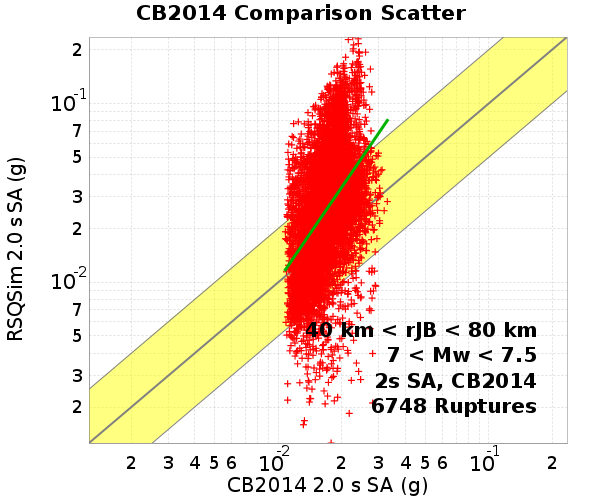 CB2014 Comparison Scatter
2
10^-1
7
5
3
2
10^-2
7
5
3
2
RSQSim 2.0 s SA (g)
40 km < rJB < 80 km
7 < Mw < 7.5
2s SA, CB2014
6748 Ruptures
2 3 4 5 6 10^-2 2 3 4 5 6 10^-1 2
CB2014 2.0 s SA (g)